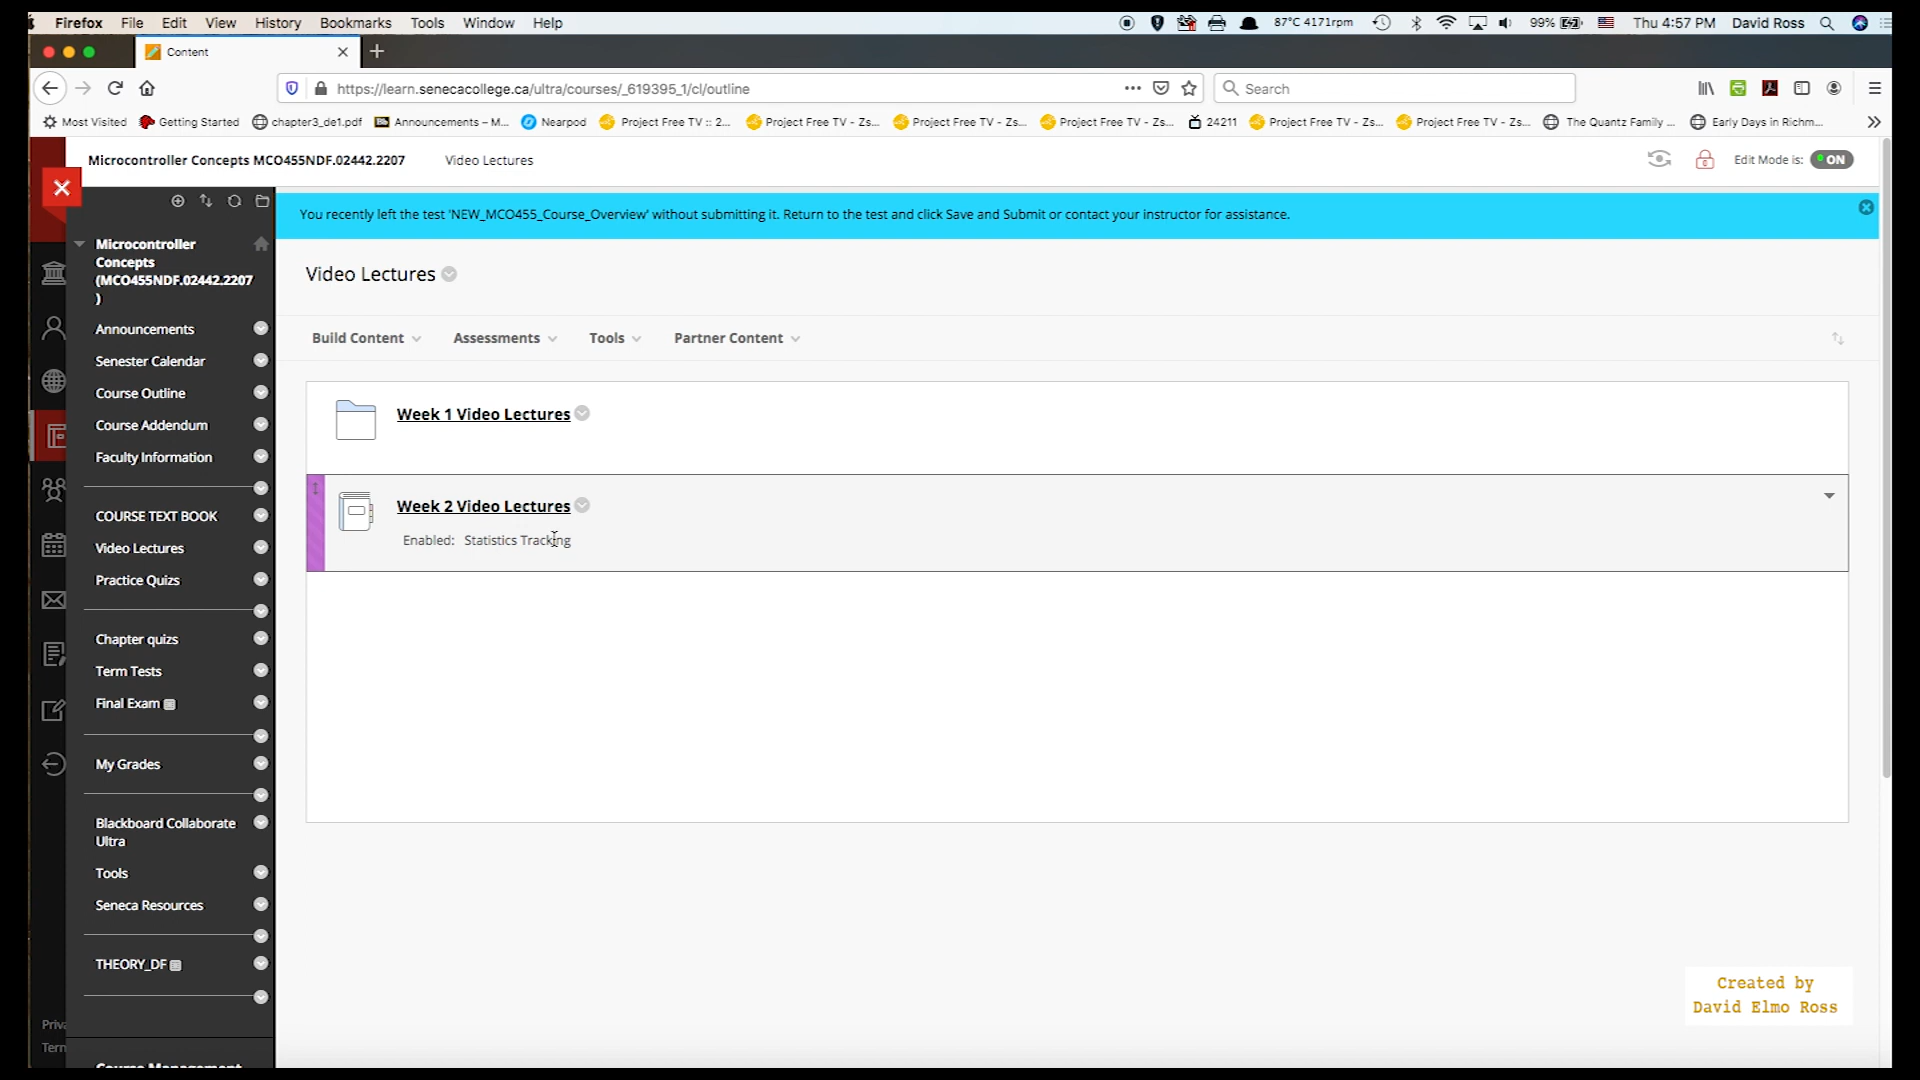 Firefox File Edit View History Bookmarks Tools Window Help 87°C 4171rpm 99% Thu 4:57 PM David Ross
Content
https://learn.senecacollege.ca/ultra/courses/_619395_1/cl/outline Search
Most Visited Getting Started chapter3_de1.pdf Announcements – M... Nearpod Project Free TV :: 2... Project Free TV - Zs... Project Free TV - Zs... Project Free TV - Zs... 24211 Project Free TV - Zs... Project Free TV - Zs... The Quantz Family ... Early Days in Richm...
Microcontroller Concepts MCO455NDF.02442.2207 Video Lectures Edit Mode is: ON
You recently left the test 'NEW_MCO455_Course_Overview' without submitting it. Return to the test and click Save and Submit or contact your instructor for assistance.
Microcontroller
Concepts
(MCO455NDF.02442.2207
)
Announcements
Senester Calendar
Course Outline
Course Addendum
Faculty Information
COURSE TEXT BOOK
Video Lectures
Practice Quizs
Chapter quizs
Term Tests
Final Exam
My Grades
Blackboard Collaborate
Ultra
Tools
Seneca Resources
THEORY_DF
Priva
Term
Course Management
Video Lectures
Build Content Assessments Tools Partner Content
Week 1 Video Lectures
Week 2 Video Lectures
Enabled: Statistics Tracking
Created by
David Elmo Ross